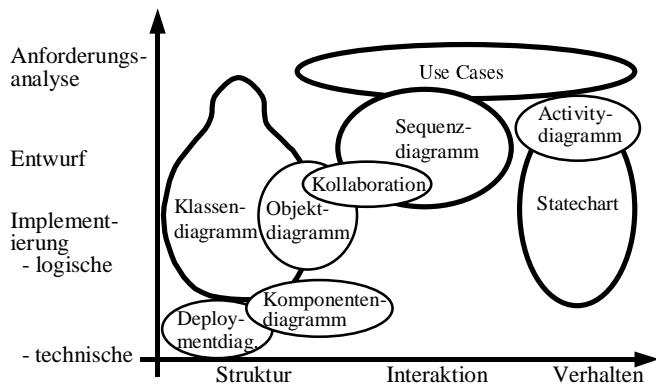 Anforderungs-
analyse
Entwurf
Implement-
ierung
- logische
- technische
Use Cases
Sequenz-
diagramm
Activity-
diagramm
Kollaboration
Klassen-
diagramm
Objekt-
diagramm
Statechart
Komponenten-
diagramm
Deploy-
mentdiag.
Struktur
Interaktion
Verhalten